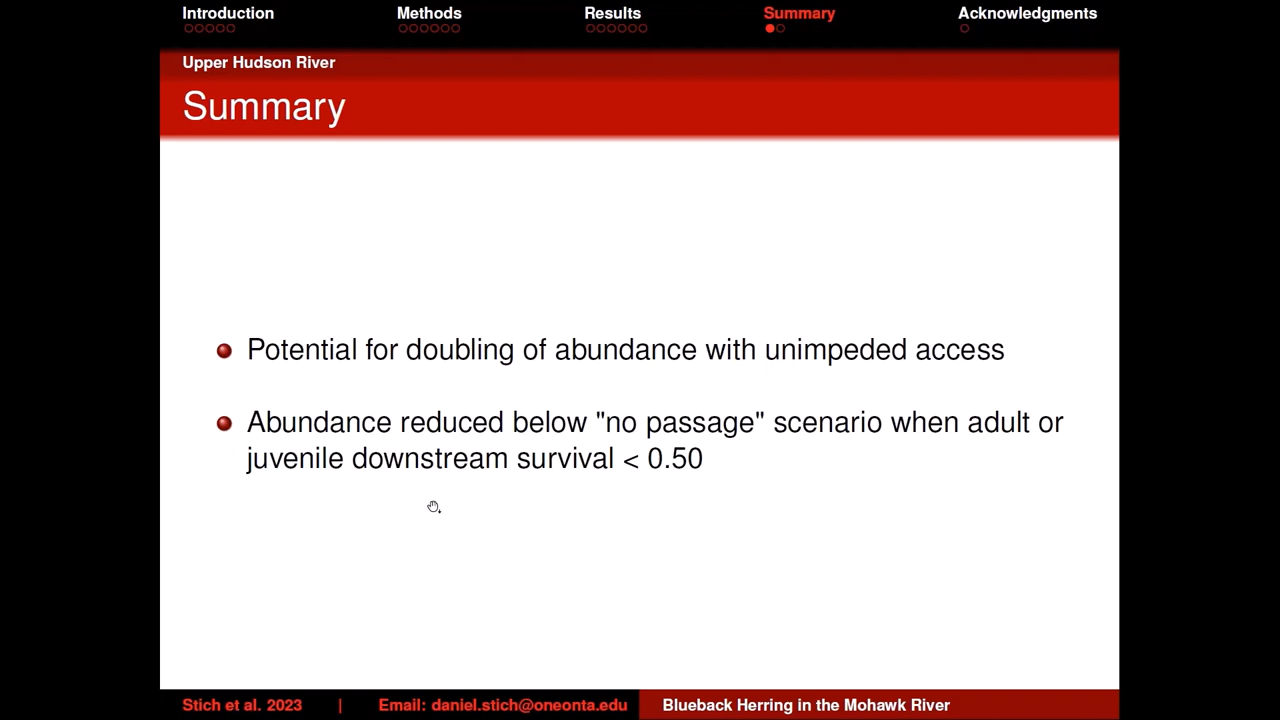 Introduction Methods Results Summary Acknowledgments
Upper Hudson River
Summary
Potential for doubling of abundance with unimpeded access
Abundance reduced below "no passage" scenario when adult or
juvenile downstream survival < 0.50
Stich et al. 2023 | Email: daniel.stich@oneonta.edu Blueback Herring in the Mohawk River